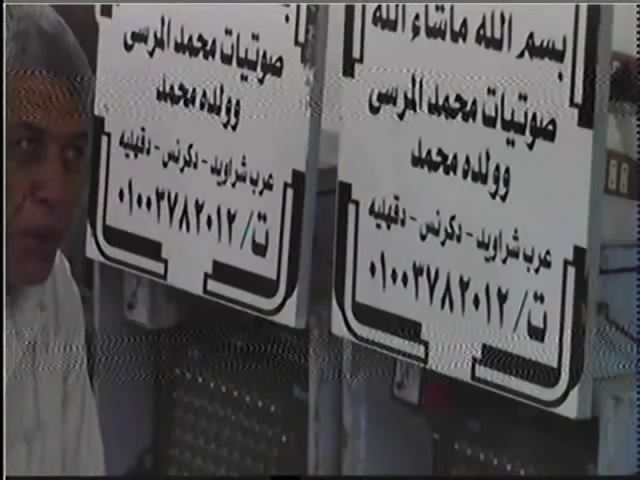 بسم الله ماشاء الله
صوتيات محمد المرسى
وولده محمد
عرب شراويد - دكرنس - دقهليه
ت/ ٠١٠٠٣٧٨٢٠١٢
صوتيات محمد المرسى
وولده محمد
عرب شراويد - دكرنس - دقهليه
ت/ ٠١٠٠٣٧٨٢٠١٢